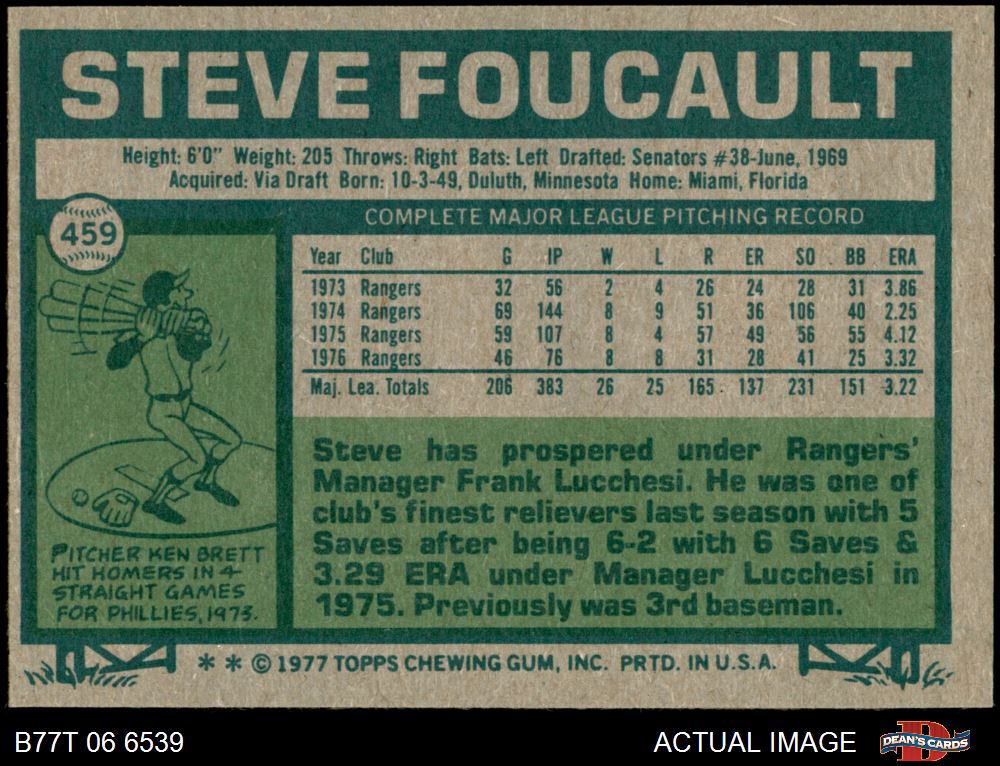 STEVE FOUCAULT
Height: 6'0" Weight: 205 Throws: Right Bats: Left Drafted: Senators #38-June, 1969
Acquired: Via Draft Born: 10-3-49, Duluth, Minnesota Home: Miami, Florida
459
COMPLETE MAJOR LEAGUE PITCHING RECORD
Year Club G IP W L R ER SO BB ERA
1973 Rangers 32 56 2 4 26 24 28 31 3.86
1974 Rangers 69 144 8 9 51 36 106 40 2.25
1975 Rangers 59 107 8 4 57 49 56 55 4.12
1976 Rangers 46 76 8 8 31 28 41 25 3.32
Maj. Lea. Totals 206 383 26 25 165 137 231 151 3.22
PITCHER KEN BRETT
HIT HOMERS IN 4
STRAIGHT GAMES
FOR PHILLIES, 1973.
Steve has prospered under Rangers'
Manager Frank Lucchesi. He was one of
club's finest relievers last season with 5
Saves after being 6-2 with 6 Saves &
3.29 ERA under Manager Lucchesi in
1975. Previously was 3rd baseman.
* * © 1977 TOPPS CHEWING GUM, INC. PRTD. IN U.S.A.
B77T 06 6539
ACTUAL IMAGE
DEAN'S CARDS